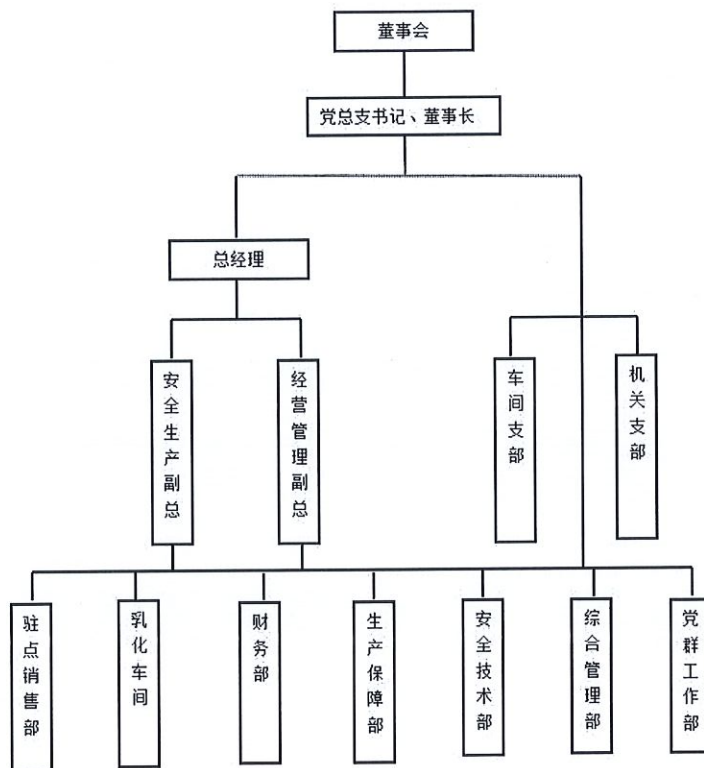 董事会
党总支书记、董事长
总经理
安全生产副总
经营管理副总
车间支部
机关支部
驻点销售部
乳化车间
财务部
生产保障部
安全技术部
综合管理部
党群工作部